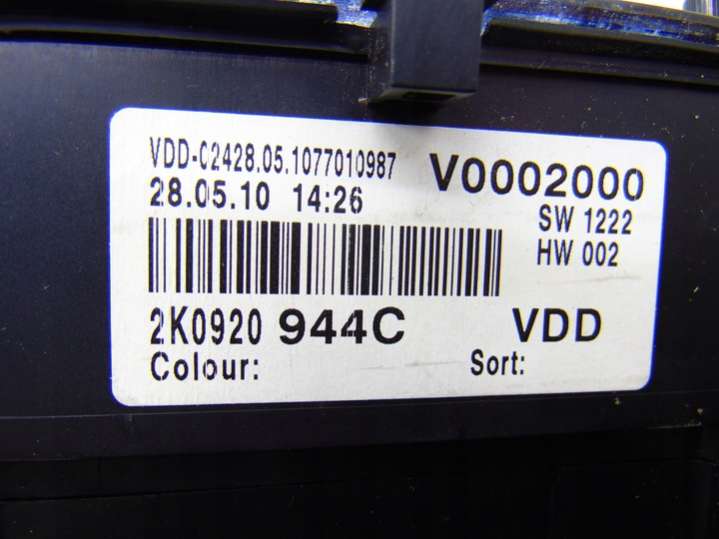 VDD-C2428.05.1077010987 V0002000
28.05.10 14:26 SW 1222
HW 002
2K0920 944C VDD
Colour: Sort: